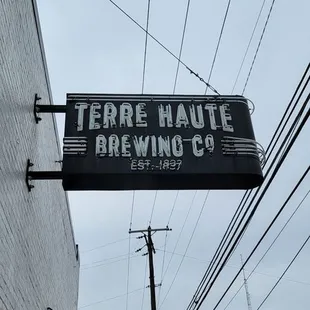 TERRE HAUTE
BREWING CO
EST. 1837